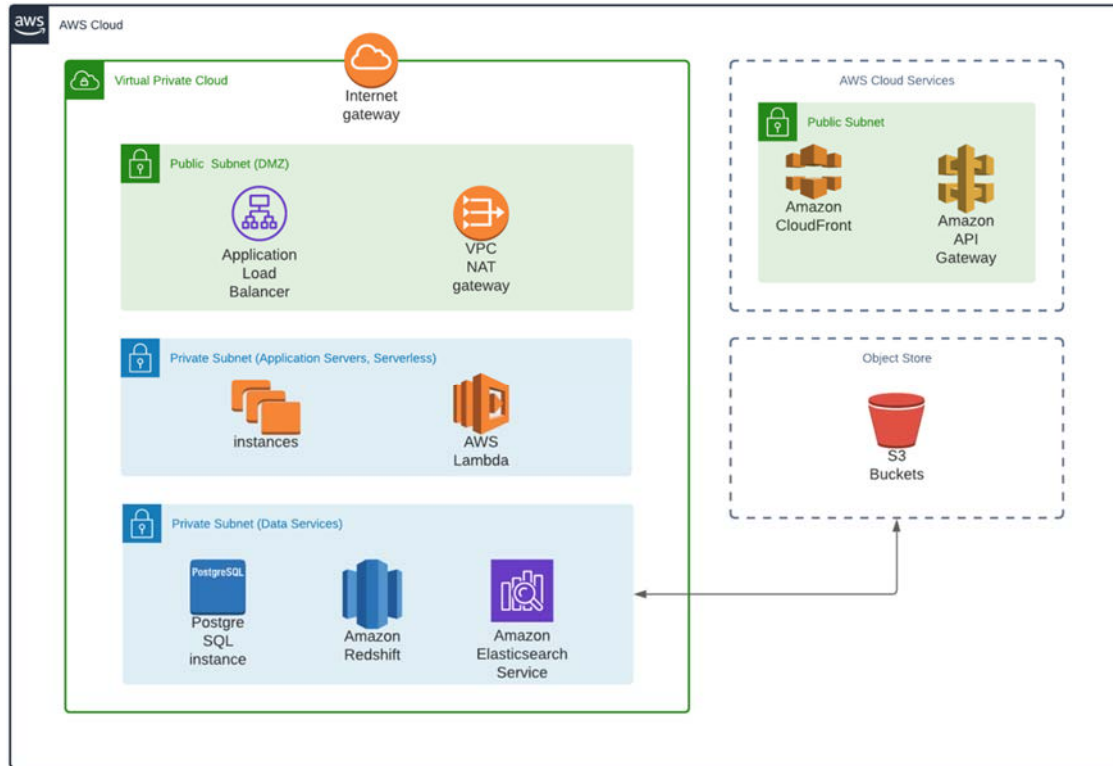 aws
AWS Cloud
Virtual Private Cloud
Internet
gateway
Public Subnet (DMZ)
Application
Load
Balancer
VPC
NAT
gateway
Private Subnet (Application Servers, Serverless)
instances
AWS
Lambda
Private Subnet (Data Services)
PostgreSQL
Postgre
SQL
instance
Amazon
Redshift
Amazon
Elasticsearch
Service
AWS Cloud Services
Public Subnet
Amazon
CloudFront
Amazon
API
Gateway
Object Store
S3
Buckets